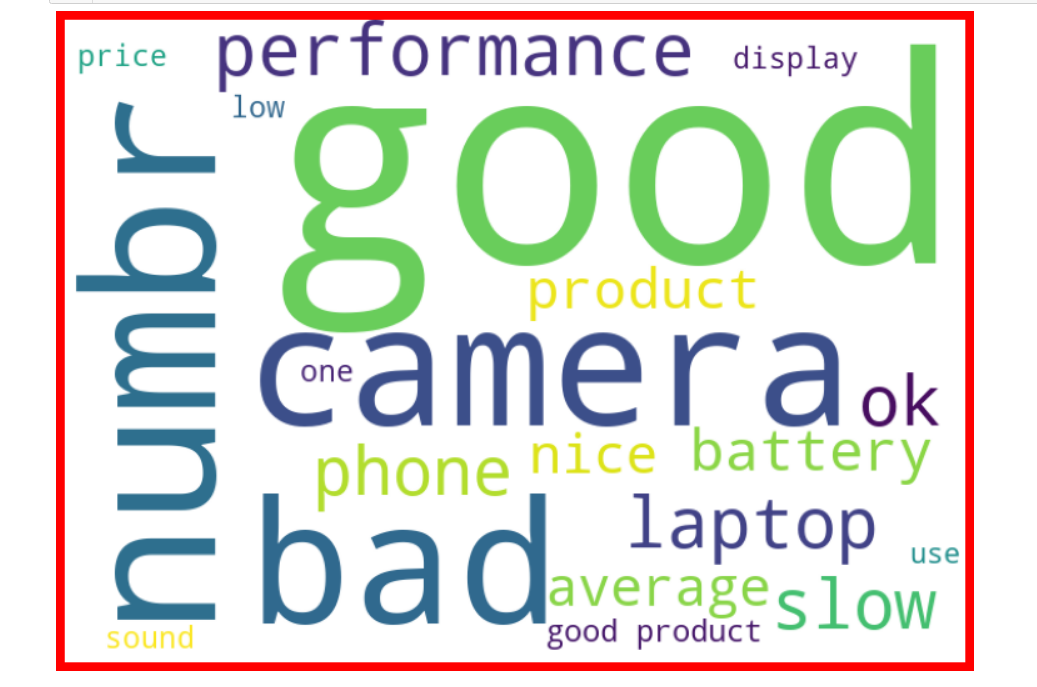 price
performance
display
low
good
numbr
product
camera
one
ok
phone
nice
battery
bad
laptop
use
average
slow
good product
sound